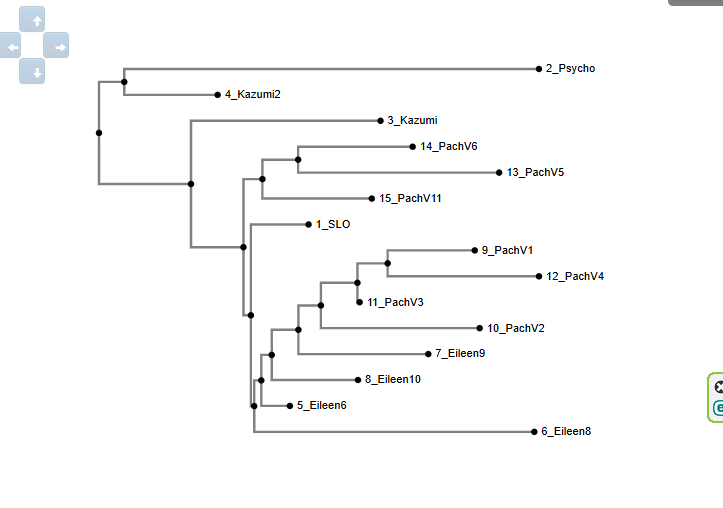 2_Psycho
4_Kazumi2
3_Kazumi
14_PachV6
13_PachV5
15_PachV11
1_SLO
9_PachV1
12_PachV4
11_PachV3
10_PachV2
7_Eileen9
8_Eileen10
5_Eileen6
6_Eileen8